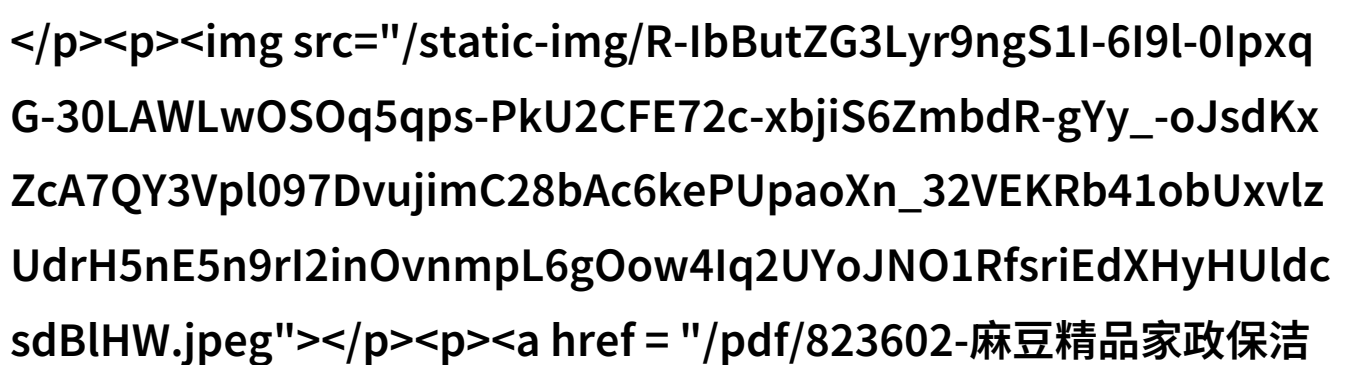 </p><p><img src="/static-img/R-IbButZG3Lyr9ngS1I-6I9l-0Ipxq
G-30LAWLwOSOq5qps-PkU2CFE72c-xbjiS6ZmbdR-gYy_-oJsdKx
ZcA7QY3Vpl097DvujimC28bAc6kePUpaoXn_32VEKRb41obUxvlz
UdrH5nE5n9rI2inOvnmpL6gOow4Iq2UYoJNO1RfsriEdXHyHUldc
sdBlHW.jpeg"></p><p><a href = "/pdf/823602-麻豆精品家政保洁